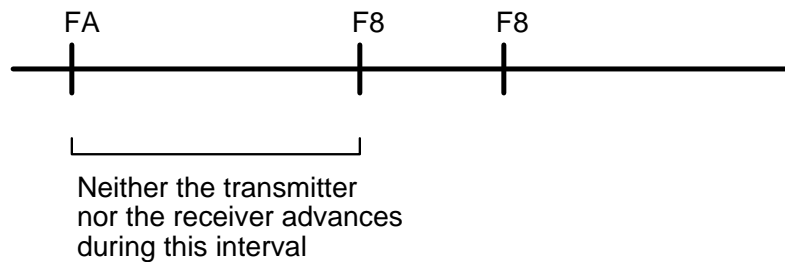 FA F8 F8
Neither the transmitter
nor the receiver advances
during this interval